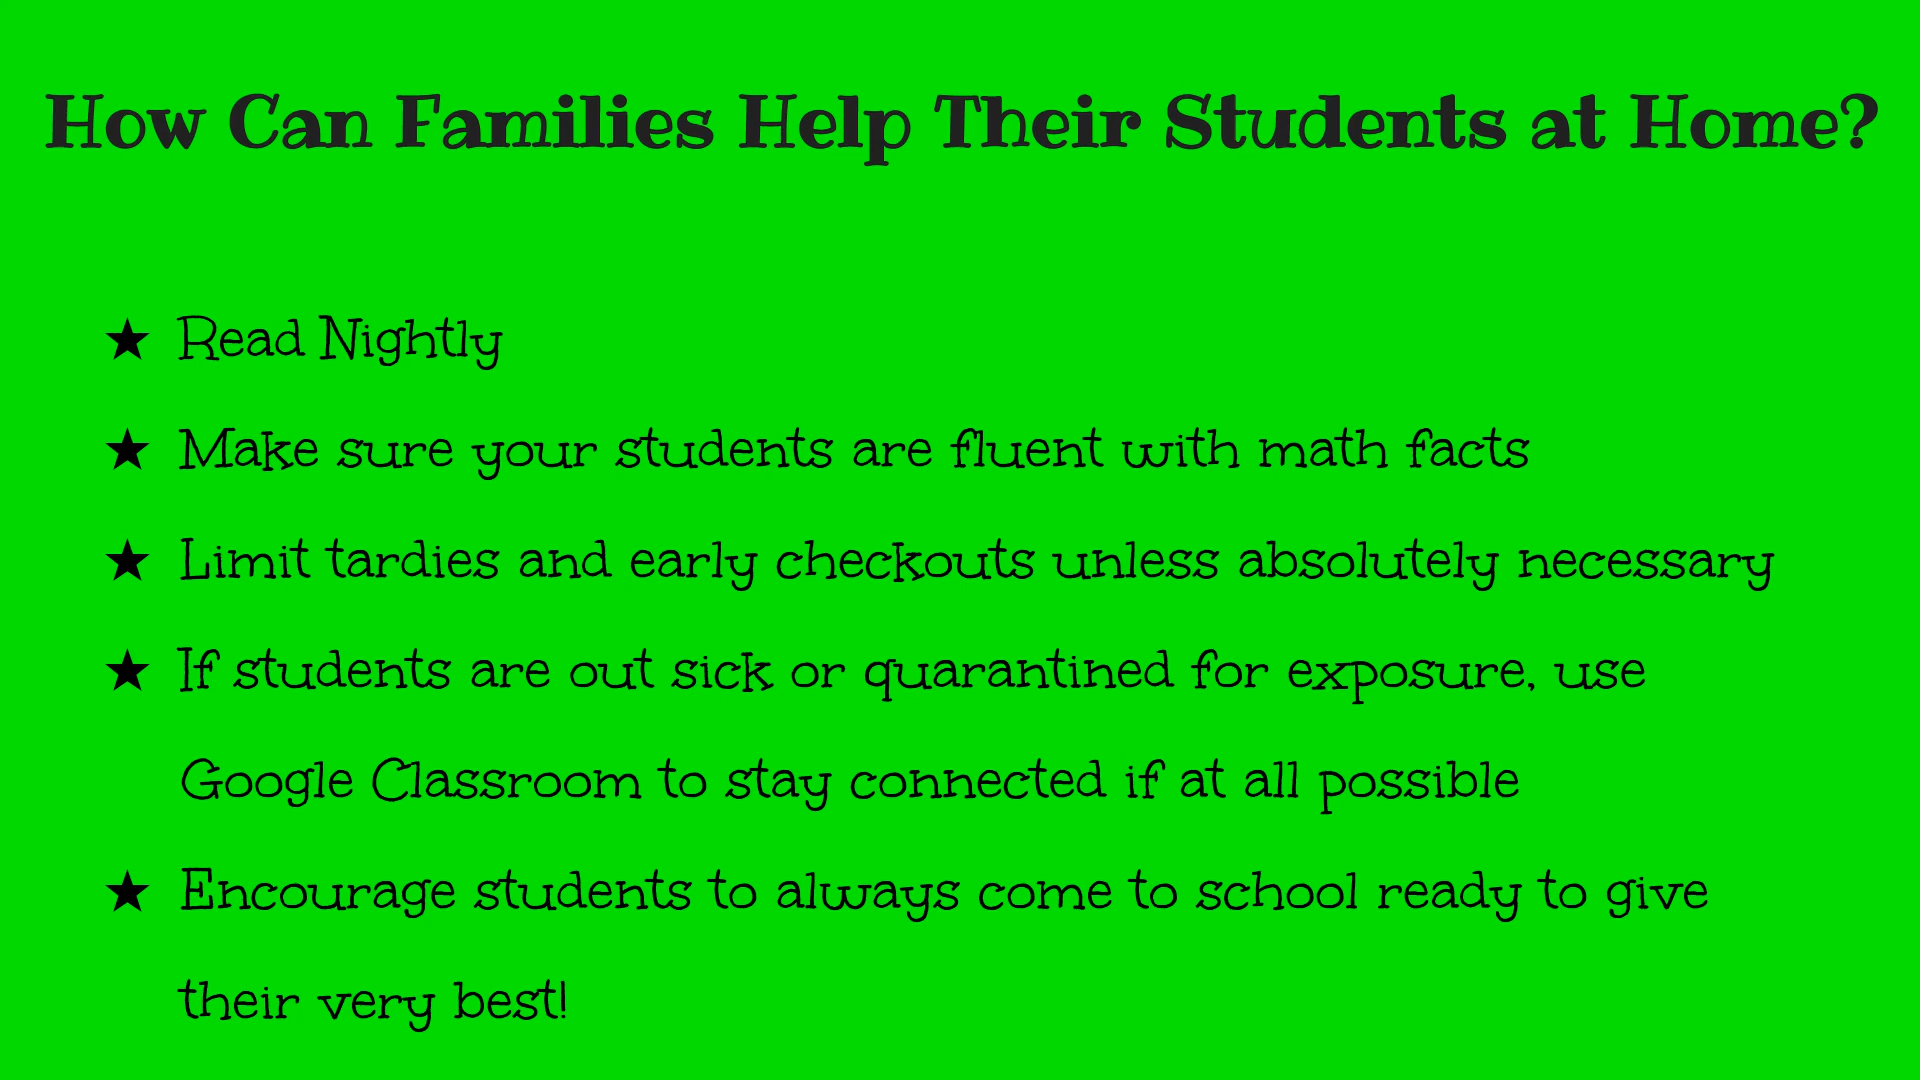 How Can Families Help Their Students at Home?
★ Read Nightly
★ Make sure your students are fluent with math facts
★ Limit tardies and early checkouts unless absolutely necessary
★ If students are out sick or quarantined for exposure, use
Google Classroom to stay connected if at all possible
★ Encourage students to always come to school ready to give
their very best!